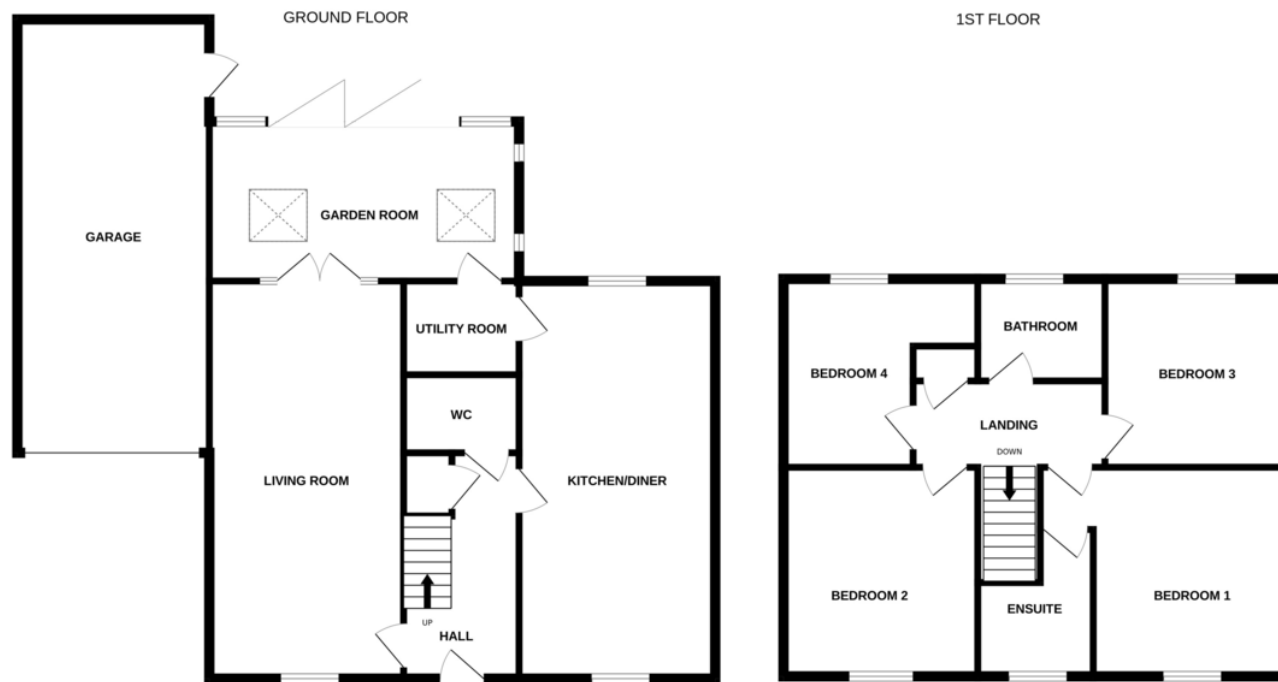 GROUND FLOOR
GARAGE
GARDEN ROOM
UTILITY ROOM
WC
LIVING ROOM
KITCHEN/DINER
UP
HALL
1ST FLOOR
BATHROOM
BEDROOM 4
BEDROOM 3
LANDING
DOWN
BEDROOM 2
ENSUITE
BEDROOM 1